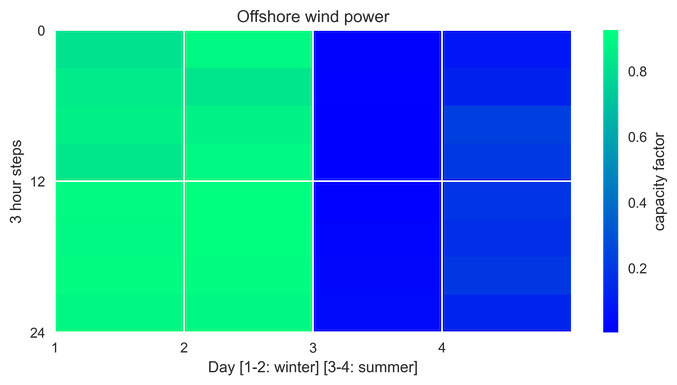 Offshore wind power
0
12
24
3 hour steps
1 2 3 4
Day [1-2: winter] [3-4: summer]
0.8
0.6
0.4
0.2
capacity factor